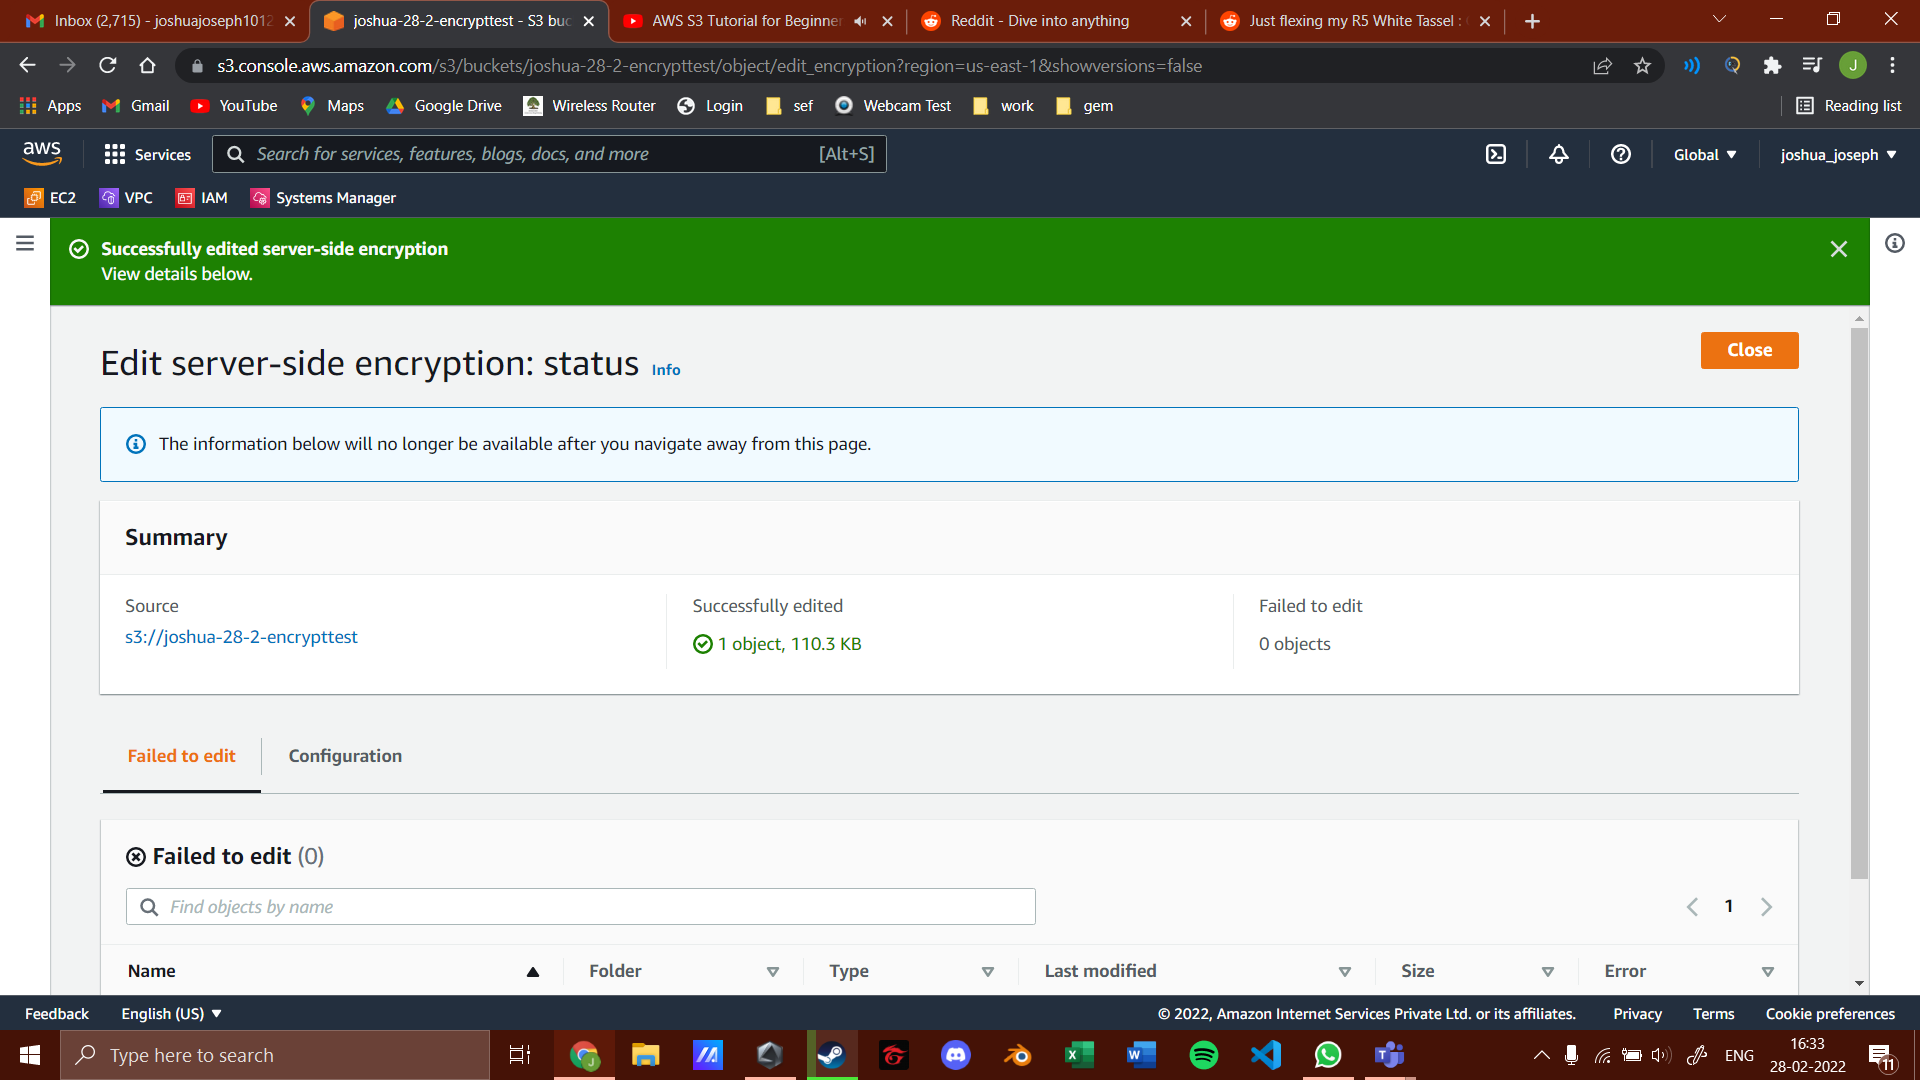 Inbox (2,715) - joshuajoseph1012
joshua-28-2-encrypttest - S3 buc
AWS S3 Tutorial for Beginner
Reddit - Dive into anything
Just flexing my R5 White Tassel :
s3.console.aws.amazon.com/s3/buckets/joshua-28-2-encrypttest/object/edit_encryption?region=us-east-1&showversions=false
J
Apps
Gmail
YouTube
Maps
Google Drive
Wireless Router
Login
sef
Webcam Test
work
gem
Reading list
aws
Services
Search for services, features, blogs, docs, and more
[Alt+S]
Global
joshua_joseph
EC2
VPC
IAM
Systems Manager
Successfully edited server-side encryption
View details below.
Edit server-side encryption: status Info
Close
The information below will no longer be available after you navigate away from this page.
Summary
Source
s3://joshua-28-2-encrypttest
Successfully edited
1 object, 110.3 KB
Failed to edit
0 objects
Failed to edit
Configuration
Failed to edit (0)
Find objects by name
1
Name
Folder
Type
Last modified
Size
Error
Feedback
English (US)
© 2022, Amazon Internet Services Private Ltd. or its affiliates.
Privacy
Terms
Cookie preferences
Type here to search
ENG
16:33
28-02-2022
11